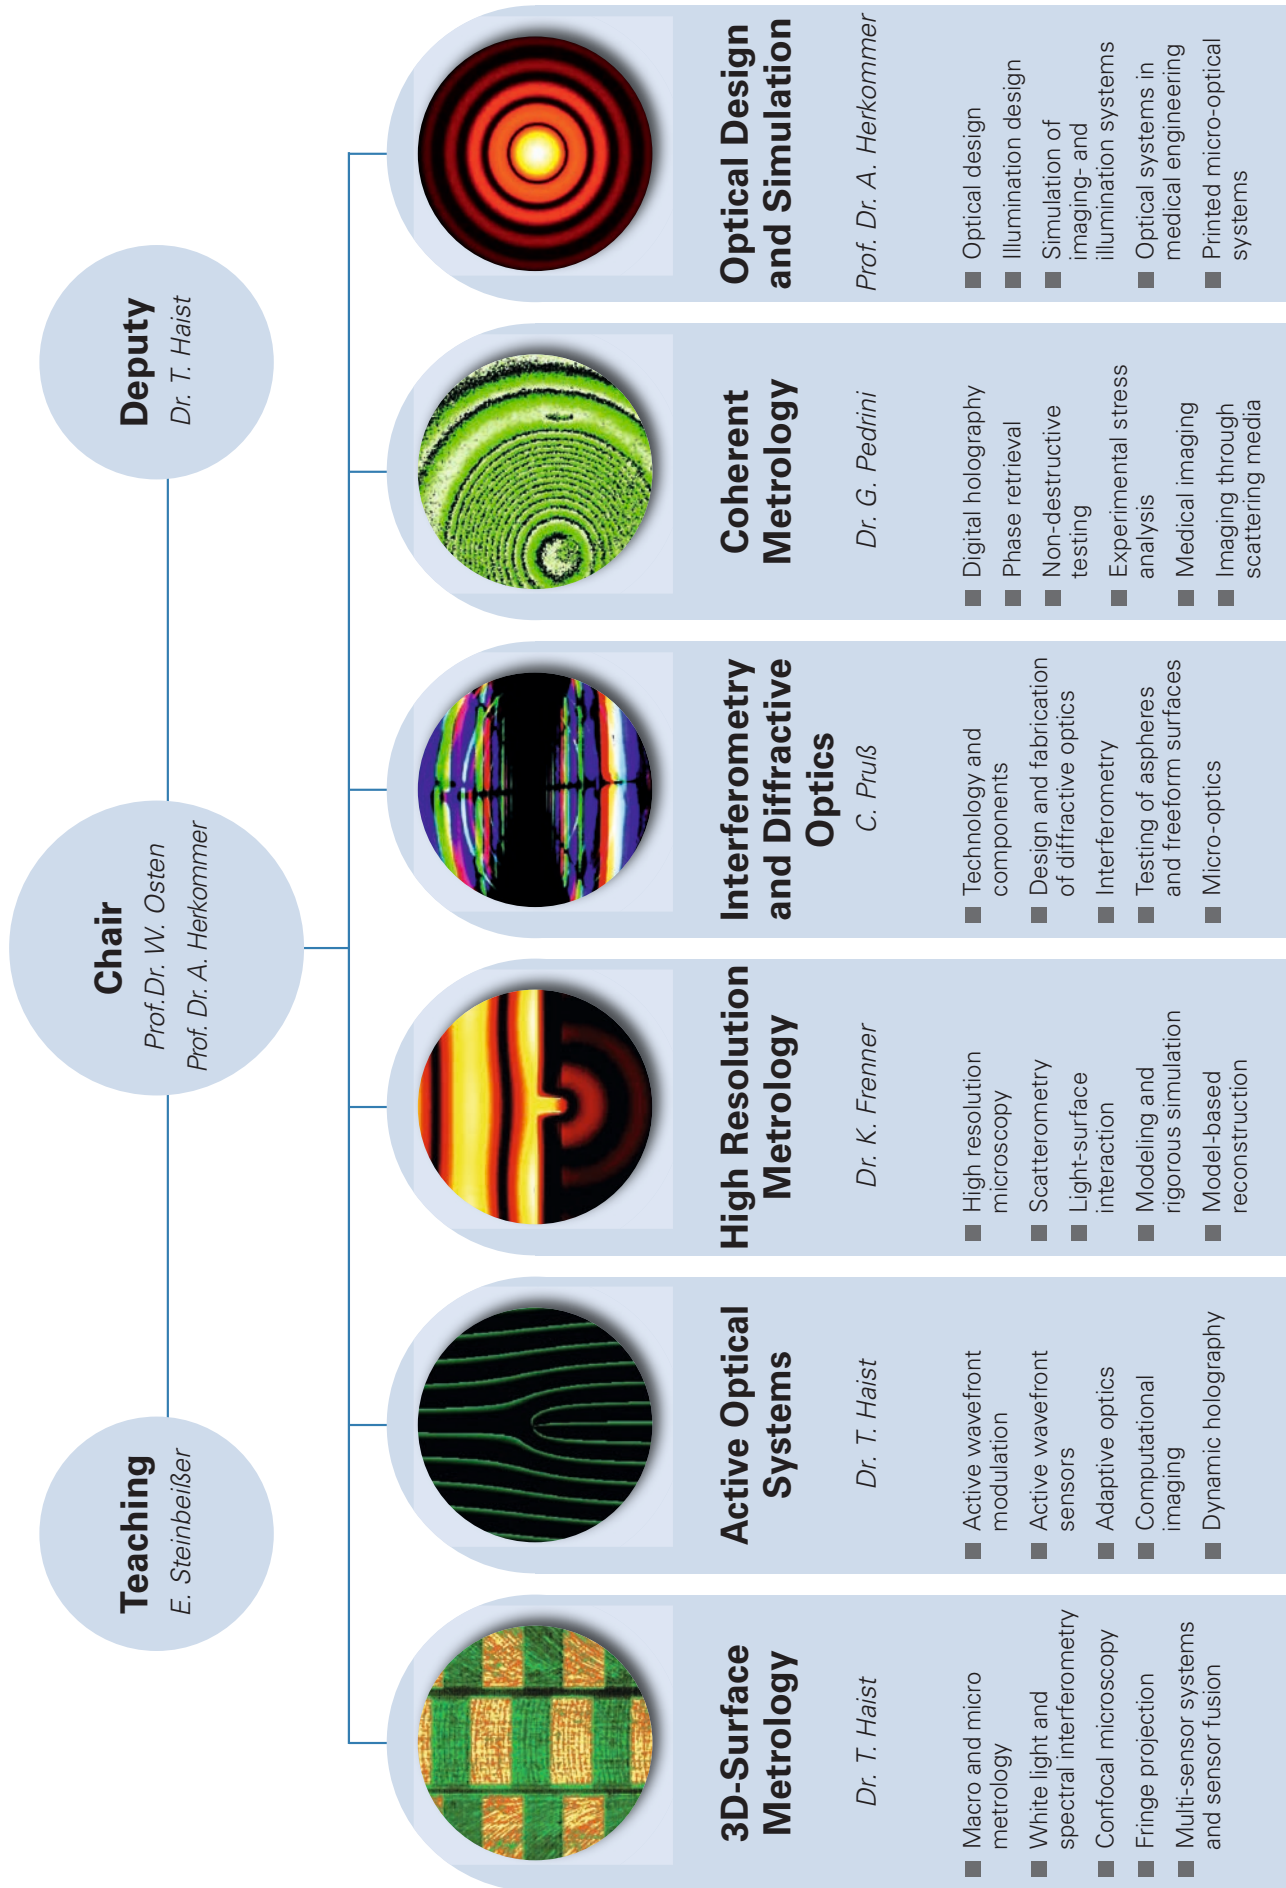 Teaching
E. Steinbeißer
Chair
Prof.Dr. W. Osten
Prof. Dr. A. Herkommer
Deputy
Dr. T. Haist
3D-Surface
Metrology
Dr. T. Haist
Macro and micro
metrology
White light and
spectral interferometry
Confocal microscopy
Fringe projection
Multi-sensor systems
and sensor fusion
Active Optical
Systems
Dr. T. Haist
Active wavefront
modulation
Active wavefront
sensors
Adaptive optics
Computational
imaging
Dynamic holography
High Resolution
Metrology
Dr. K. Frenner
High resolution
microscopy
Scatterometry
Light-surface
interaction
Modeling and
rigorous simulation
Model-based
reconstruction
Interferometry
and Diffractive
Optics
C. Pruß
Technology and
components
Design and fabrication
of diffractive optics
Interferometry
Testing of aspheres
and freeform surfaces
Micro-optics
Coherent
Metrology
Dr. G. Pedrini
Digital holography
Phase retrieval
Non-destructive
testing
Experimental stress
analysis
Medical imaging
Imaging through
scattering media
Optical Design
and Simulation
Prof. Dr. A. Herkommer
Optical design
Illumination design
Simulation of
imaging- and
illumination systems
Optical systems in
medical engineering
Printed micro-optical
systems